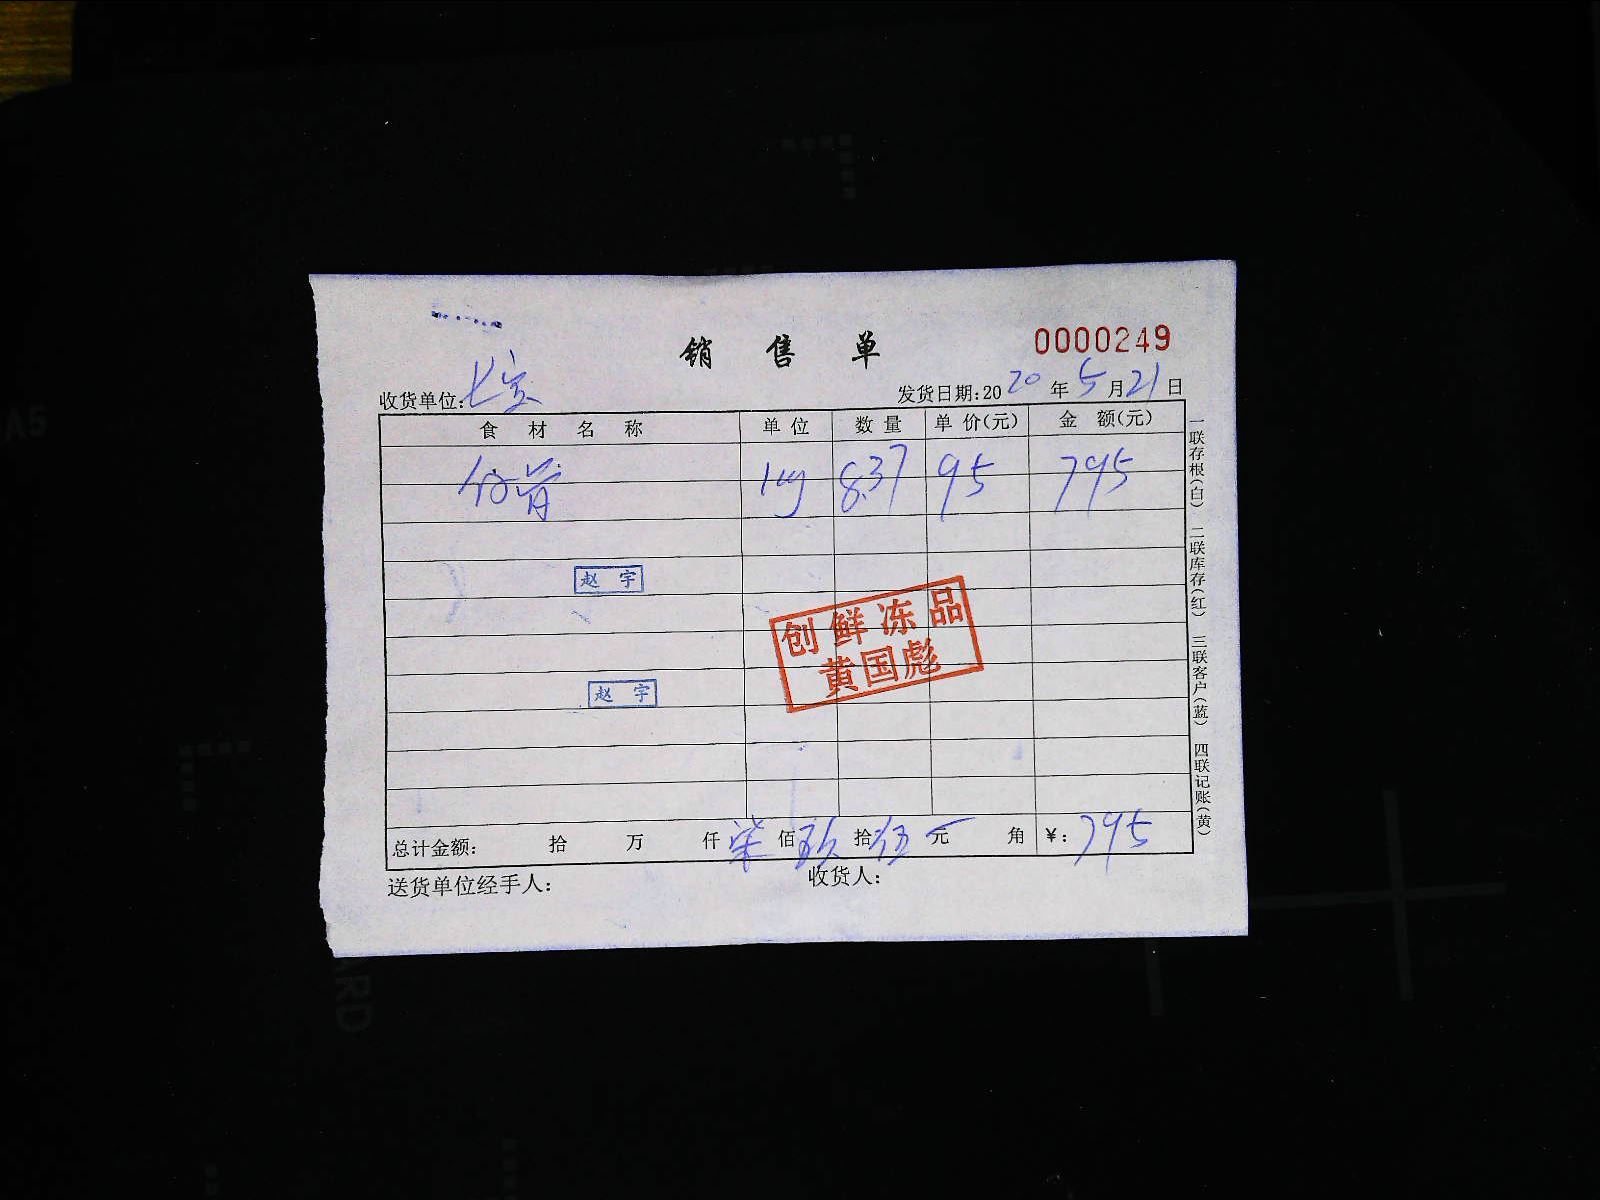 销 售 单
0000249
收货单位: 七宝
发货日期: 2020 年 5 月 21 日
食 材 名 称 单 位 数 量 单 价(元) 金 额(元)
1kg 8.37 95 795
赵 宇
创鲜冻品
黄国彪
赵 宇
总计金额: 拾 万 仟 柒 佰 玖 拾 伍 元 角 ¥: 795
送货单位经手人: 收货人:
一联存根(白) 二联库存(红) 三联客户(蓝) 四联记账(黄)
A5